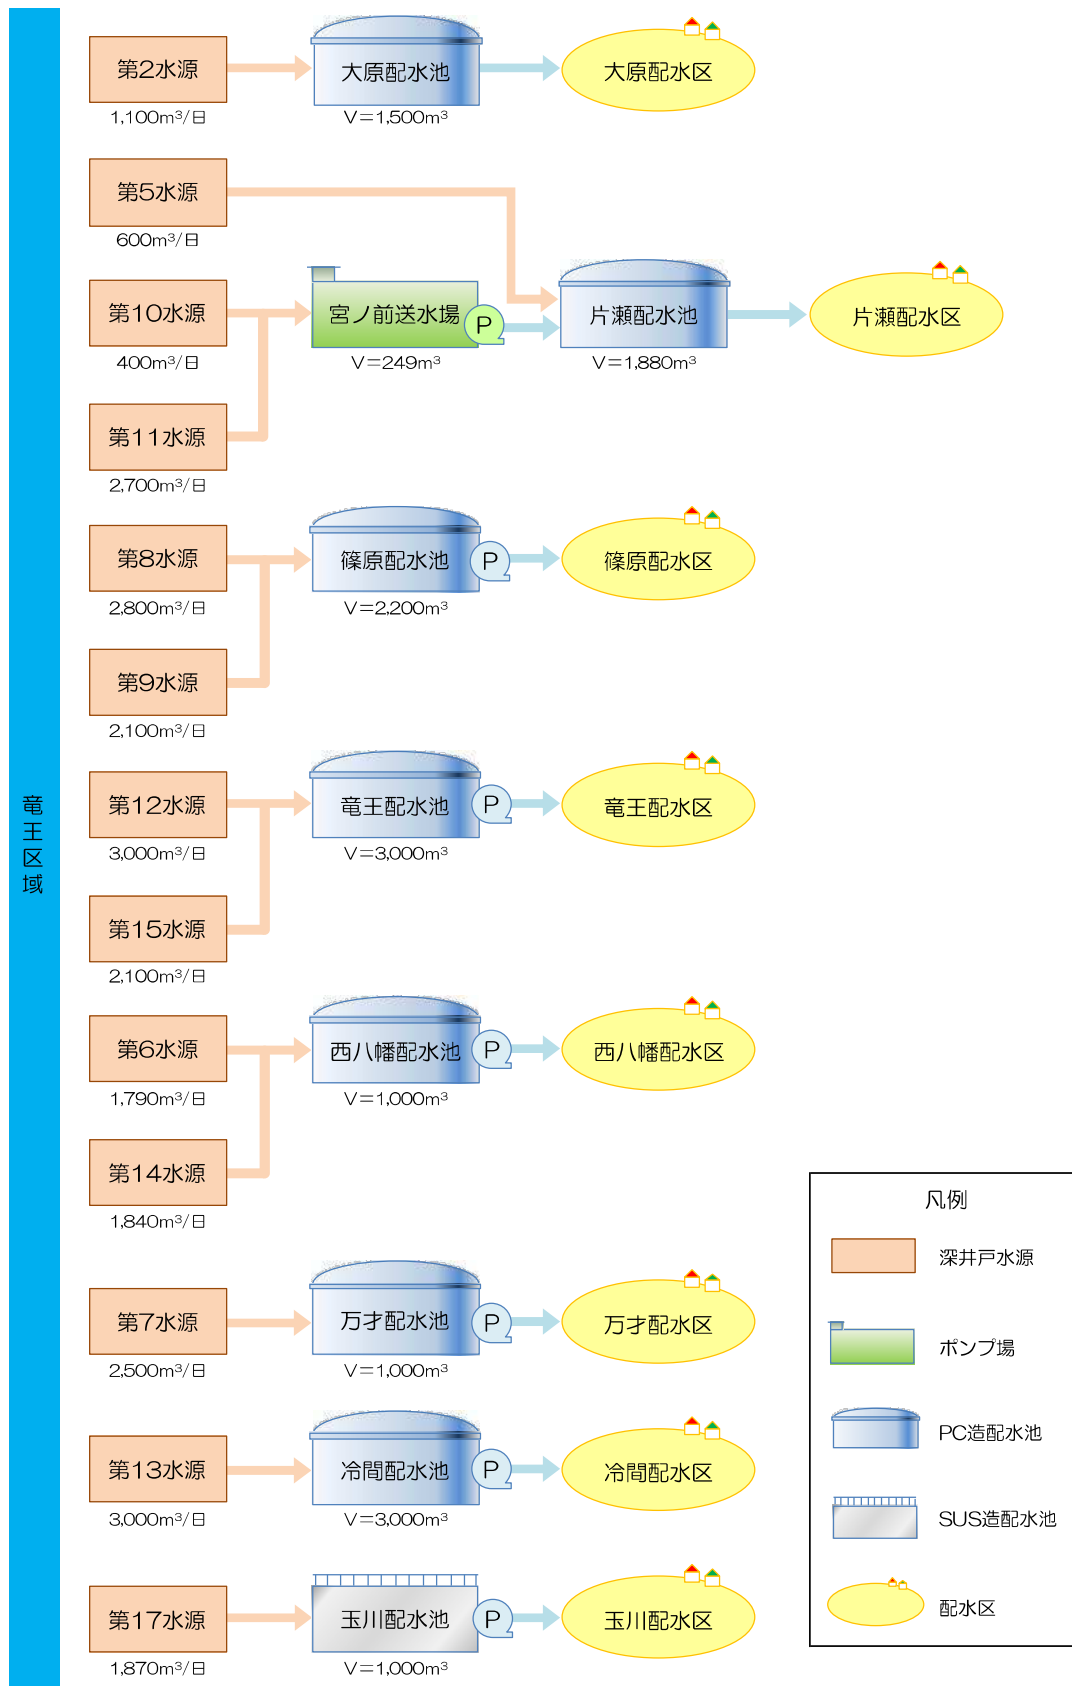 竜王区域
第2水源
1,100m³/日
大原配水池
V=1,500m³
大原配水区
第5水源
600m³/日
第10水源
400m³/日
宮ノ前送水場
P
V=249m³
片瀬配水池
V=1,880m³
片瀬配水区
第11水源
2,700m³/日
第8水源
2,800m³/日
篠原配水池
P
V=2,200m³
篠原配水区
第9水源
2,100m³/日
第12水源
3,000m³/日
竜王配水池
P
V=3,000m³
竜王配水区
第15水源
2,100m³/日
第6水源
1,790m³/日
西八幡配水池
P
V=1,000m³
西八幡配水区
第14水源
1,840m³/日
第7水源
2,500m³/日
万才配水池
P
V=1,000m³
万才配水区
第13水源
3,000m³/日
冷間配水池
P
V=3,000m³
冷間配水区
第17水源
1,870m³/日
玉川配水池
P
V=1,000m³
玉川配水区
凡例
深井戸水源
ポンプ場
PC造配水池
SUS造配水池
配水区